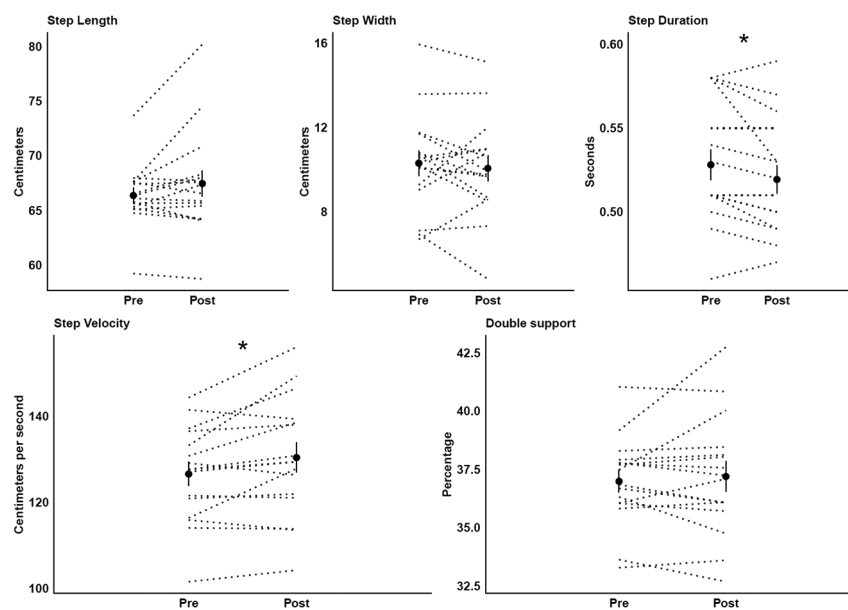 Step Length
80
75
70
65
60
Centimeters
Pre Post
Step Width
16
12
8
Centimeters
Pre Post
Step Duration
*
0.60
0.55
0.50
Seconds
Pre Post
Step Velocity
*
140
120
100
Centimeters per second
Pre Post
Double support
42.5
40.0
37.5
35.0
32.5
Percentage
Pre Post